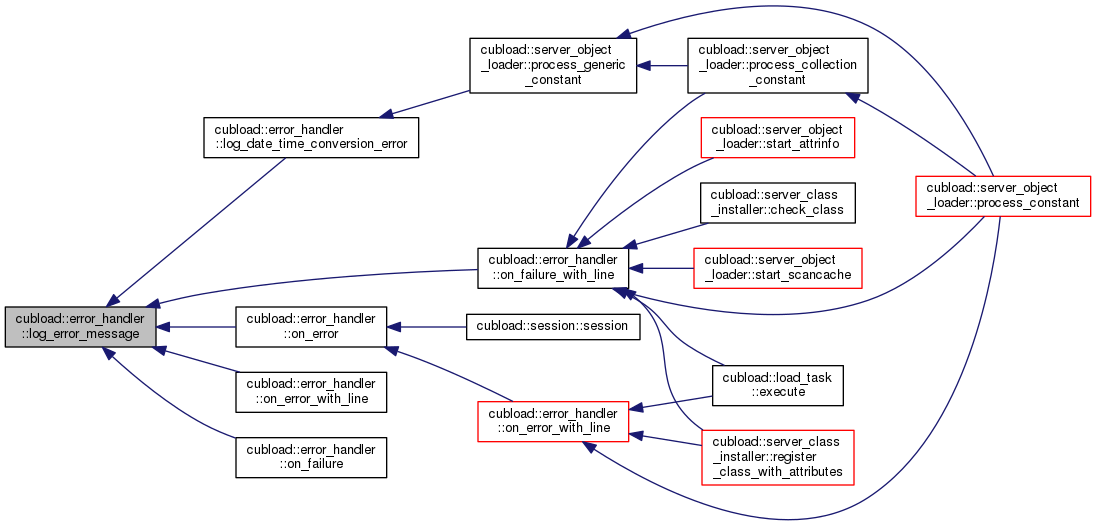 cubload::error_handler
::log_error_message
cubload::error_handler
::log_date_time_conversion_error
cubload::server_object
_loader::process_generic
_constant
cubload::server_object
_loader::process_collection
_constant
cubload::server_object
_loader::start_attrinfo
cubload::server_class
_installer::check_class
cubload::server_object
_loader::process_constant
cubload::error_handler
::on_failure_with_line
cubload::server_object
_loader::start_scancache
cubload::error_handler
::on_error
cubload::session::session
cubload::error_handler
::on_error_with_line
cubload::load_task
::execute
cubload::error_handler
::on_error_with_line
cubload::error_handler
::on_failure
cubload::server_class
_installer::register
_class_with_attributes